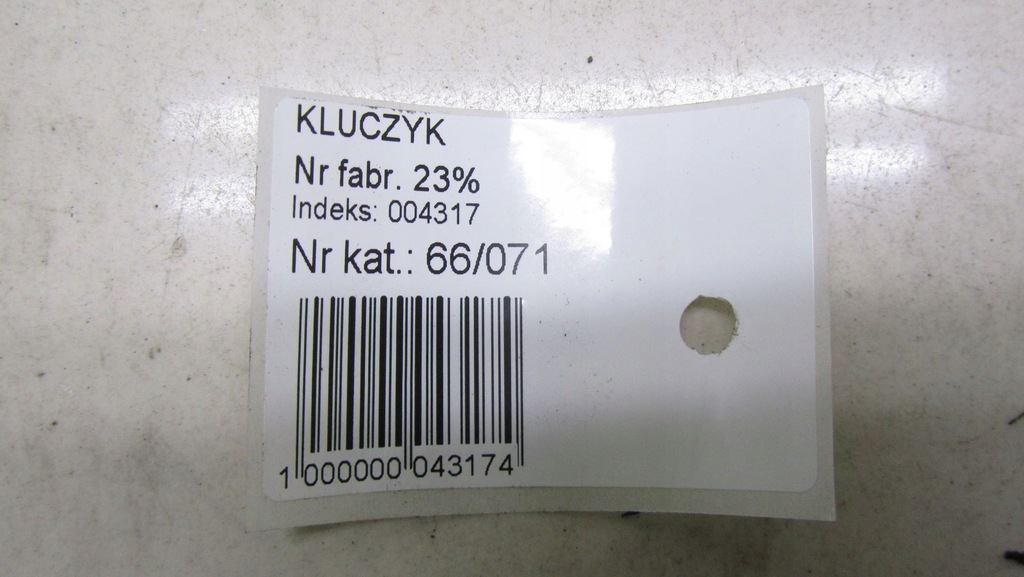 KLUCZYK
Nr fabr. 23%
Indeks: 004317
Nr kat.: 66/071
1 000000 043174